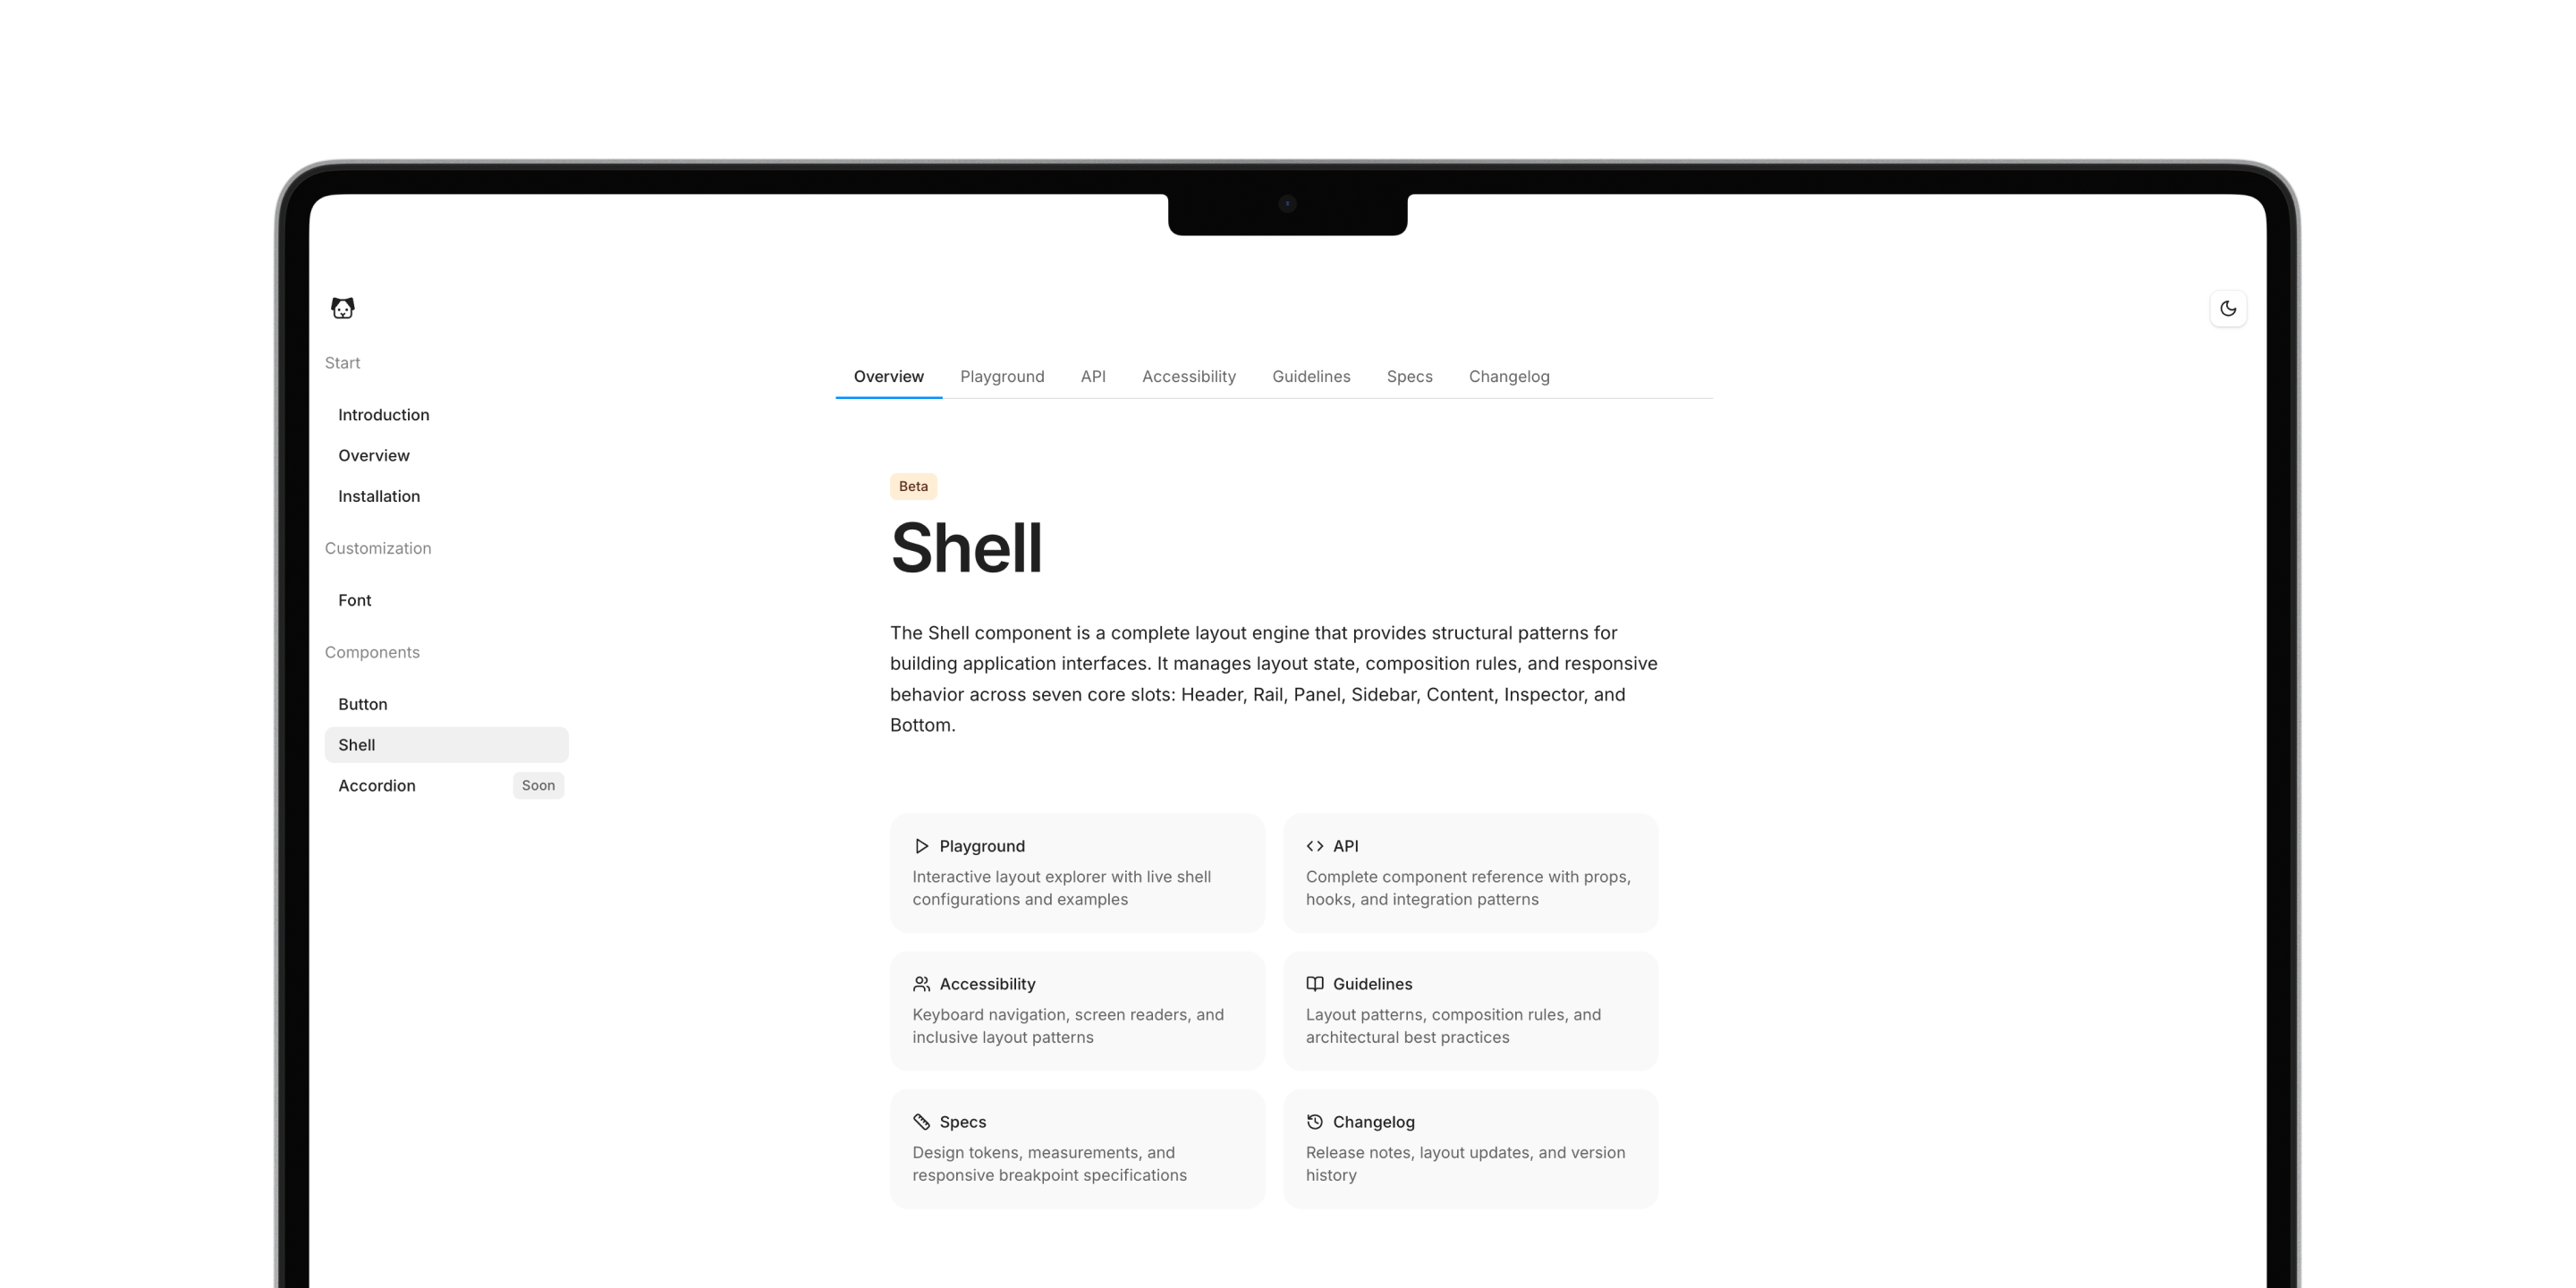 Start
Introduction
Overview
Installation
Customization
Font
Components
Button
Shell
Accordion Soon
Overview Playground API Accessibility Guidelines Specs Changelog
Beta
Shell
The Shell component is a complete layout engine that provides structural patterns for
building application interfaces. It manages layout state, composition rules, and responsive
behavior across seven core slots: Header, Rail, Panel, Sidebar, Content, Inspector, and
Bottom.
Playground
Interactive layout explorer with live shell
configurations and examples
API
Complete component reference with props,
hooks, and integration patterns
Accessibility
Keyboard navigation, screen readers, and
inclusive layout patterns
Guidelines
Layout patterns, composition rules, and
architectural best practices
Specs
Design tokens, measurements, and
responsive breakpoint specifications
Changelog
Release notes, layout updates, and version
history